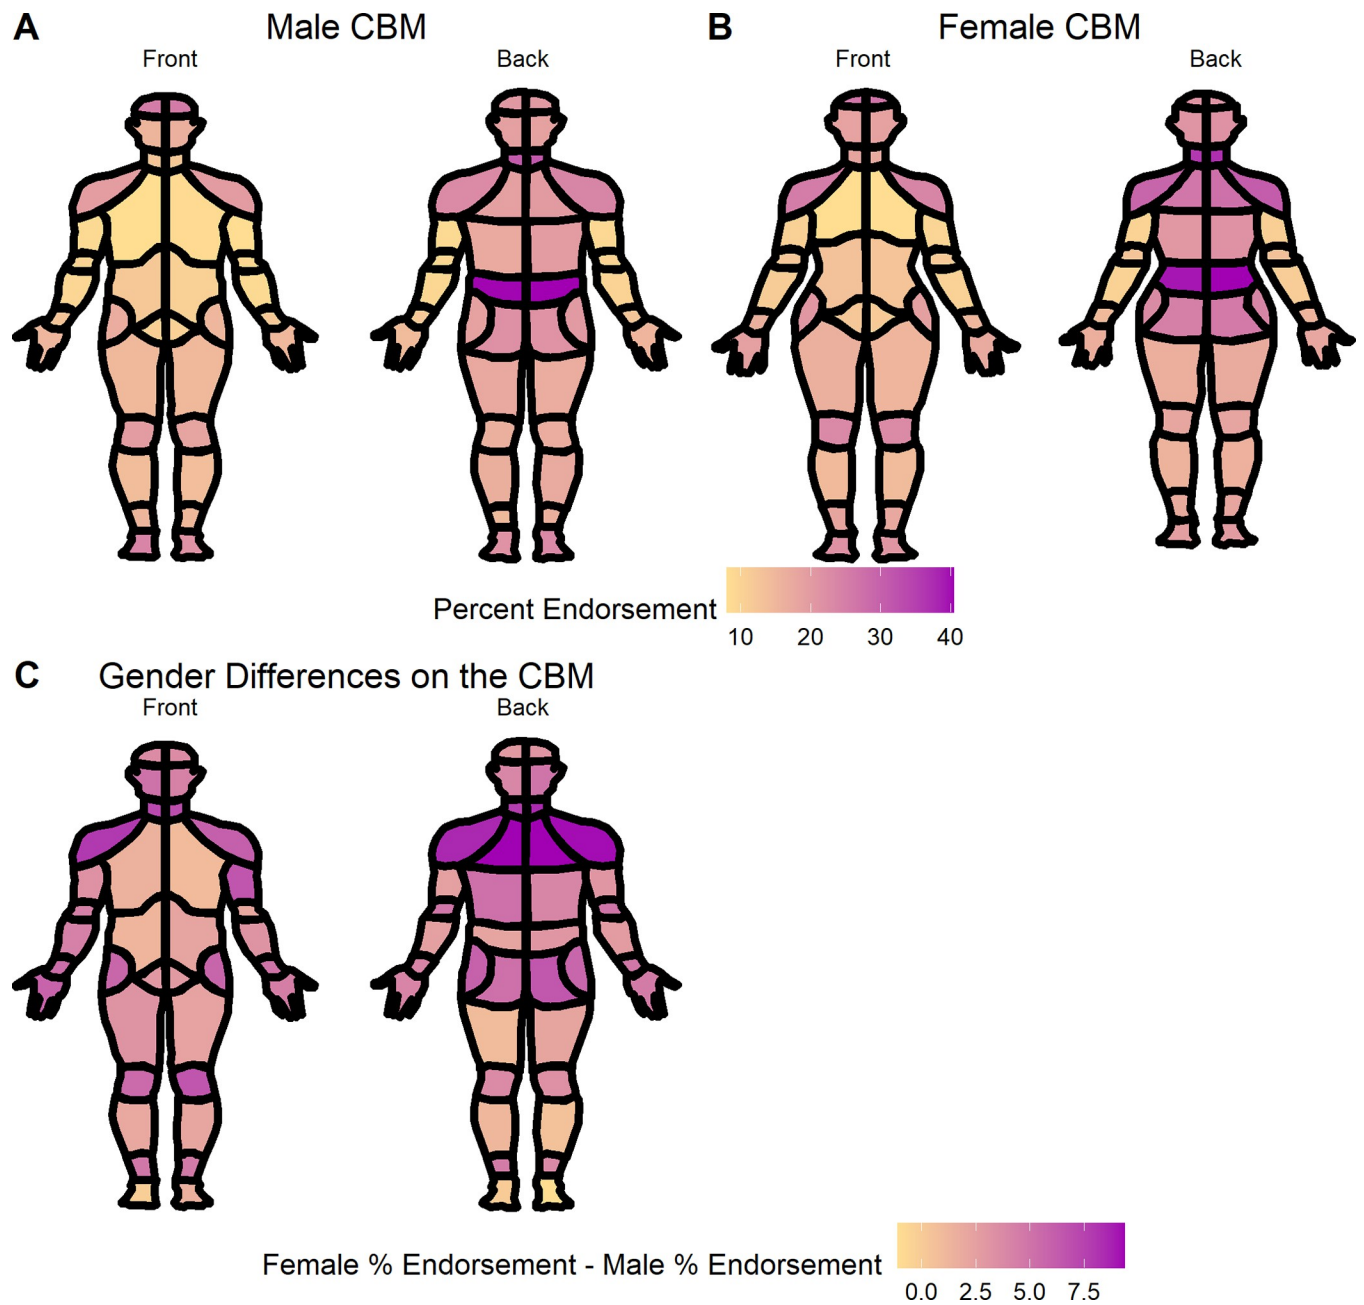 A Male CBM
Front Back
B Female CBM
Front Back
Percent Endorsement
10 20 30 40
C Gender Differences on the CBM
Front Back
Female % Endorsement - Male % Endorsement
0.0 2.5 5.0 7.5